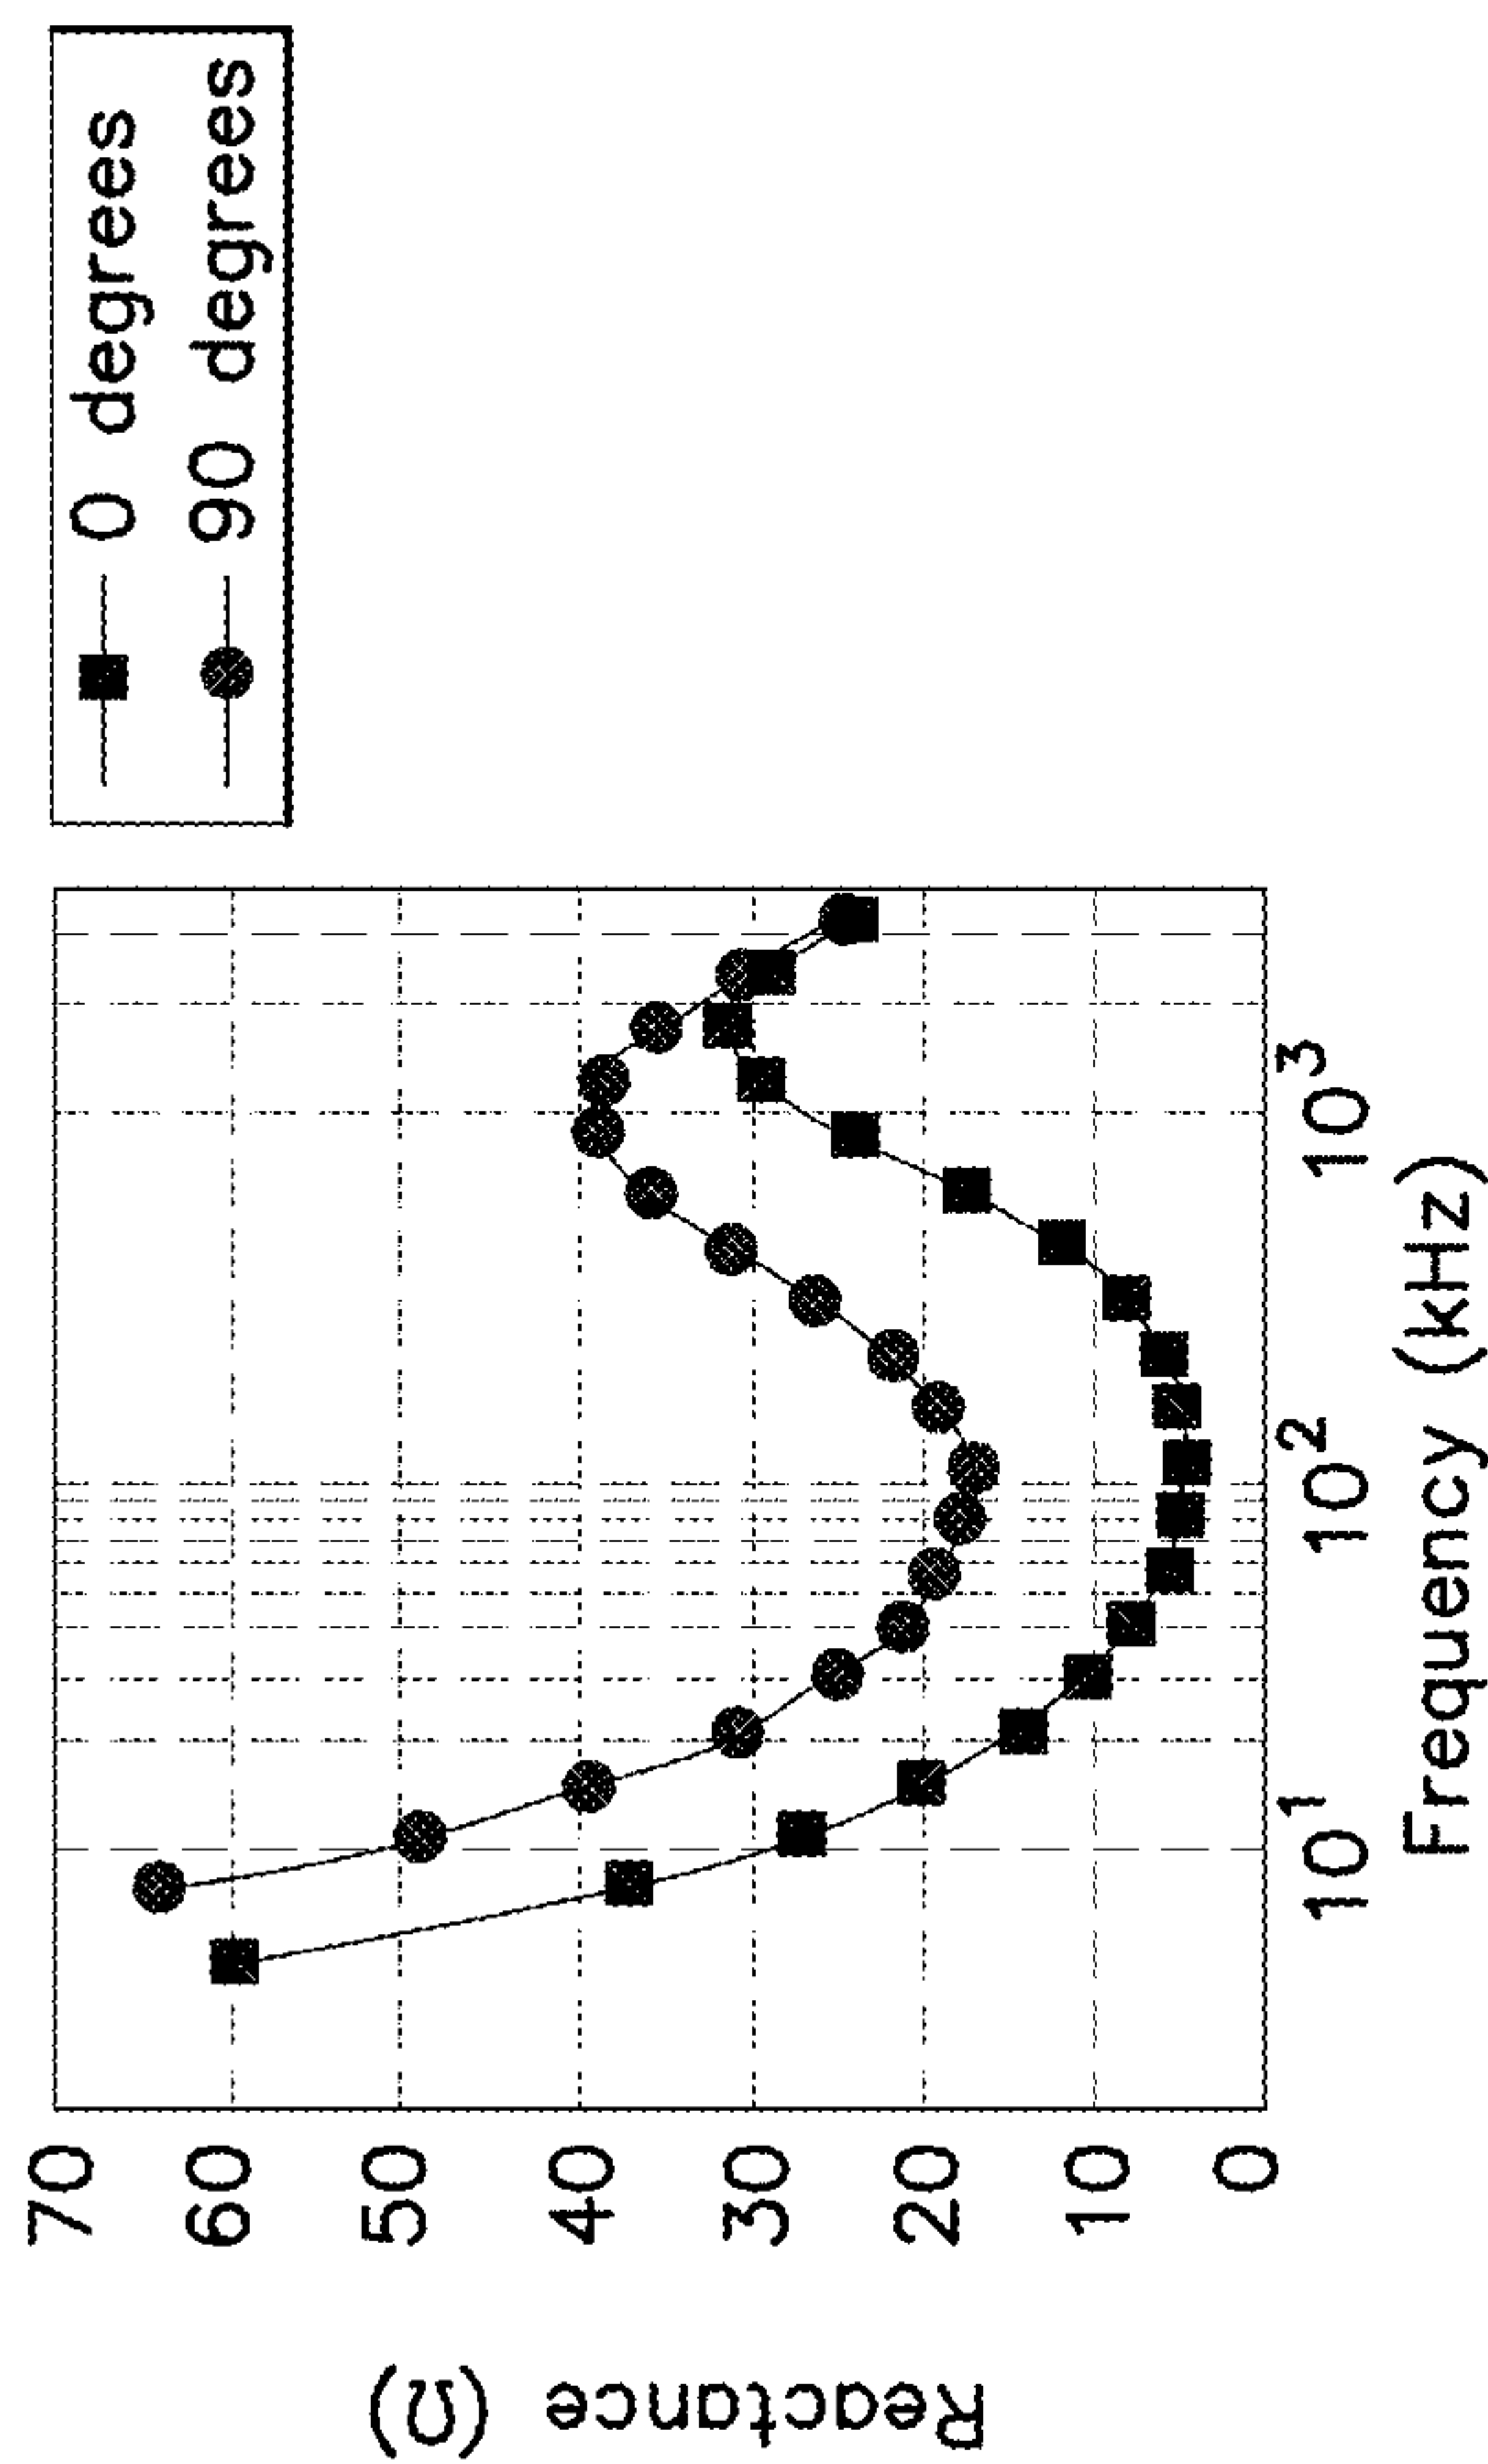 0 degrees
90 degrees
Reactance (Ω)
70
60
50
40
30
20
10
0
10¹
10²
10³
Frequency (kHz)